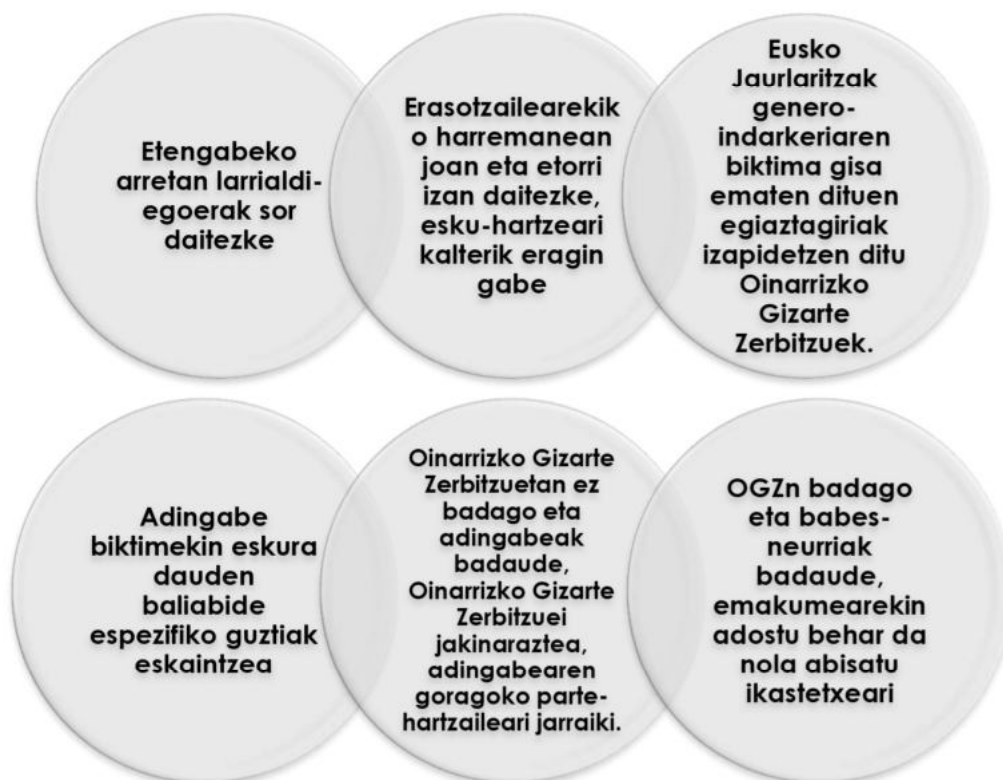 Etengabeko
arretan larrialdi-
egoerak sor
daitezke
Erasotzailearekik
o harremanean
joan eta etorri
izan daitezke,
esku-hartzeari
kalterik eragin
gabe
Eusko
Jaurlaritzak
genero-
indarkeriaren
biktima gisa
ematen dituen
egiaztagiriak
izapidetzen ditu
Oinarrizko
Gizarte
Zerbitzuek.
Adingabe
biktimekin eskura
dauden
baliabide
espezifiko guztiak
eskaintzea
Oinarrizko Gizarte
Zerbitzuetan ez
badago eta
adingabeak
badaude,
Oinarrizko Gizarte
Zerbitzuei
jakinaraztea,
adingabearen
goragoko parte-
hartzaileari jarraiki.
OGZn badago
eta babes-
neurriak
badaude,
emakumearekin
adostu behar da
nola abisatu
ikastetxeari